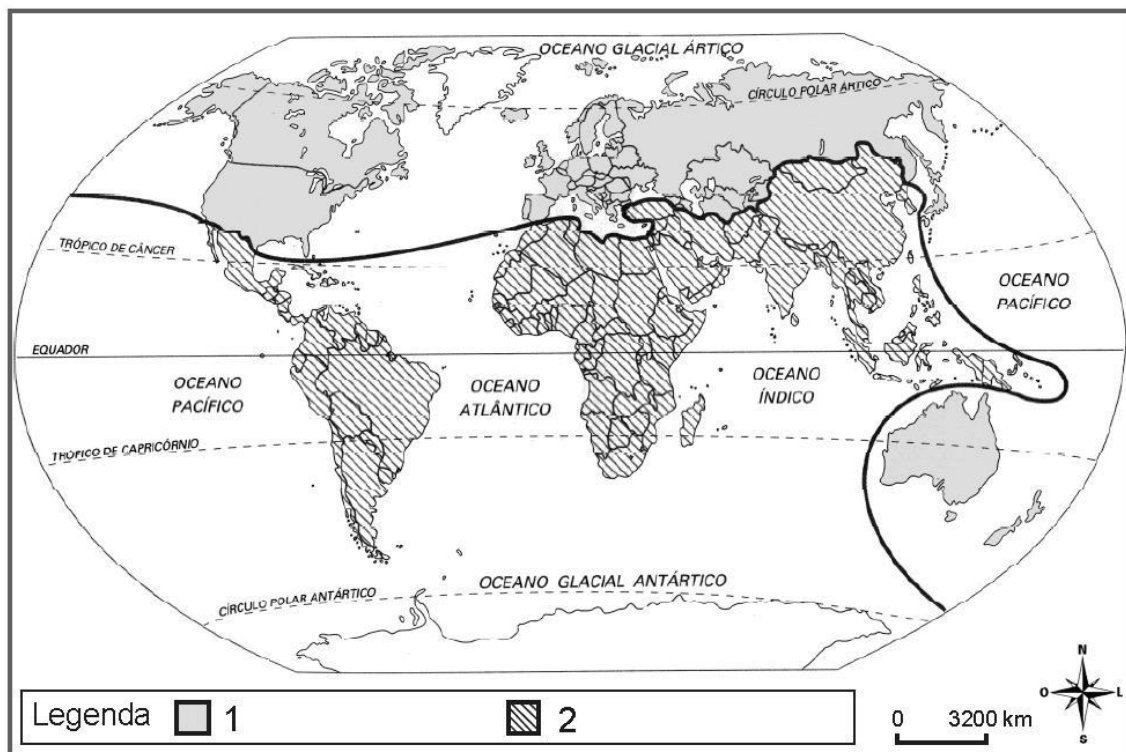 OCEANO GLACIAL ÁRTICO
CÍRCULO POLAR ÁRTICO
TRÓPICO DE CÂNCER
OCEANO
PACÍFICO
EQUADOR
OCEANO
PACÍFICO
OCEANO
ATLÂNTICO
OCEANO
ÍNDICO
TRÓPICO DE CAPRICÓRNIO
CÍRCULO POLAR ANTÁRTICO
OCEANO GLACIAL ANTÁRTICO
N
O
L
S
Legenda 1 2
0 3200 km